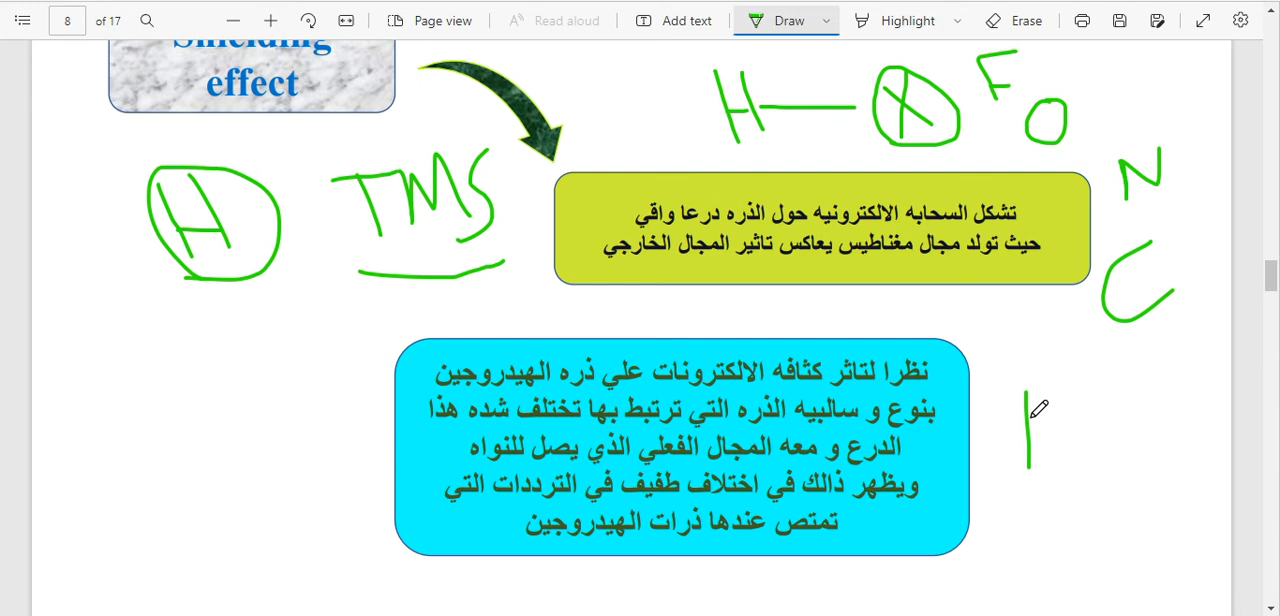 8 of 17 Page view Read aloud Add text Draw Highlight Erase
Shielding
effect
H X F O
H TMS N
تشكل السحابه الالكترونيه حول الذره درعا واقي
حيث تولد مجال مغناطيس يعاكس تاثير المجال الخارجي
C
نظرا لتاثر كثافه الالكترونات علي ذره الهيدروجين
بنوع و سالبيه الذره التي ترتبط بها تختلف شده هذا
الدرع و معه المجال الفعلي الذي يصل للنواه
ويظهر ذالك في اختلاف طفيف في الترددات التي
تمتص عندها ذرات الهيدروجين